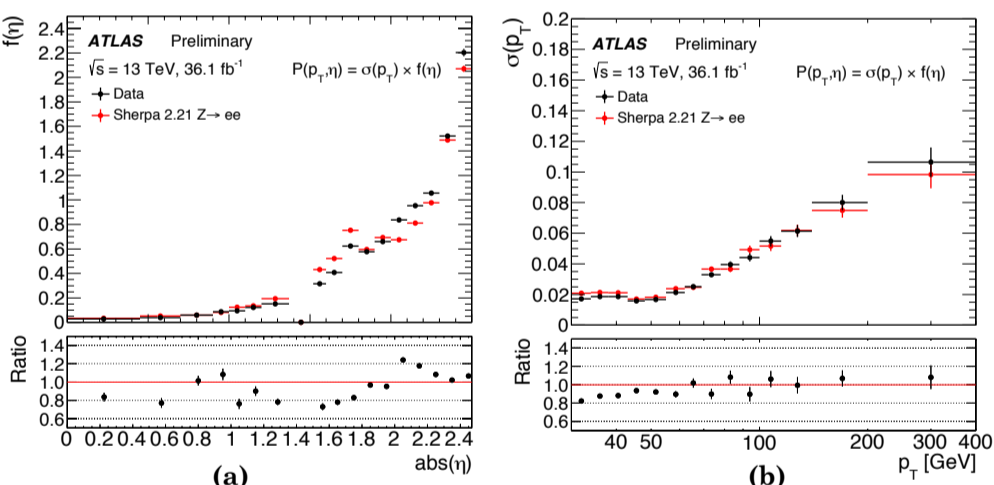 f(η)
2.4
2.2
2
1.8
1.6
1.4
1.2
1
0.8
0.6
0.4
0.2
0
ATLAS Preliminary
√s = 13 TeV, 36.1 fb⁻¹
P(p_T,η) = σ(p_T) × f(η)
Data
Sherpa 2.21 Z→ ee
Ratio
1.4
1.2
1.0
0.8
0.6
0 0.2 0.4 0.6 0.8 1 1.2 1.4 1.6 1.8 2 2.2 2.4
abs(η)
(a)
σ(p_T)
0.2
0.18
0.16
0.14
0.12
0.1
0.08
0.06
0.04
0.02
0
ATLAS Preliminary
√s = 13 TeV, 36.1 fb⁻¹
P(p_T,η) = σ(p_T) × f(η)
Data
Sherpa 2.21 Z→ ee
Ratio
1.4
1.2
1.0
0.8
0.6
40 50 100 200 300 400
p_T [GeV]
(b)